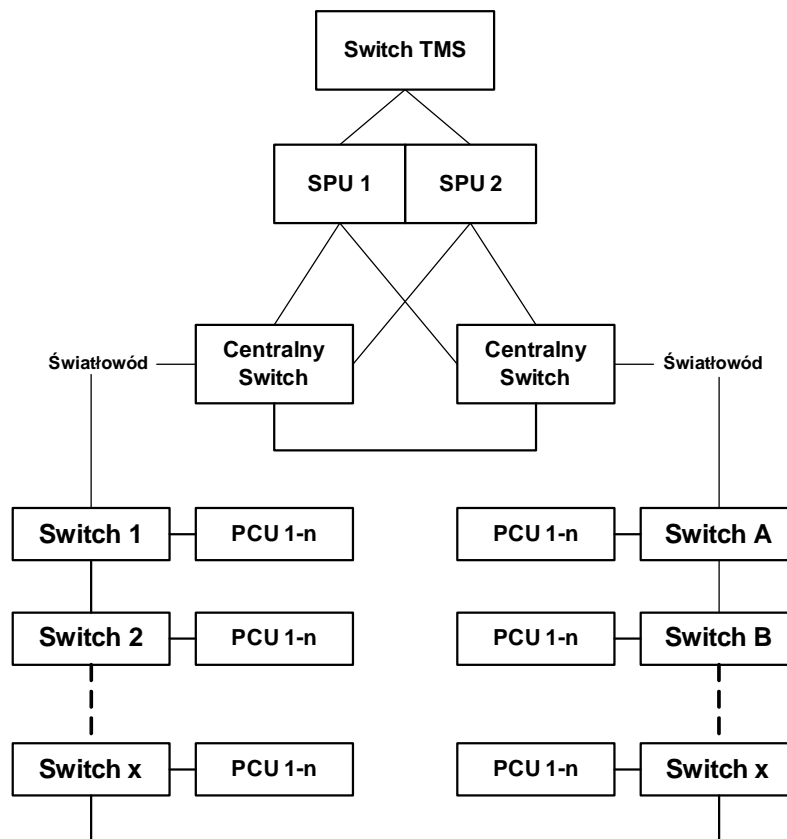 Switch TMS
SPU 1
SPU 2
Centralny
Switch
Centralny
Switch
Światłowód
Światłowód
Switch 1
PCU 1-n
PCU 1-n
Switch A
Switch 2
PCU 1-n
PCU 1-n
Switch B
Switch x
PCU 1-n
PCU 1-n
Switch x